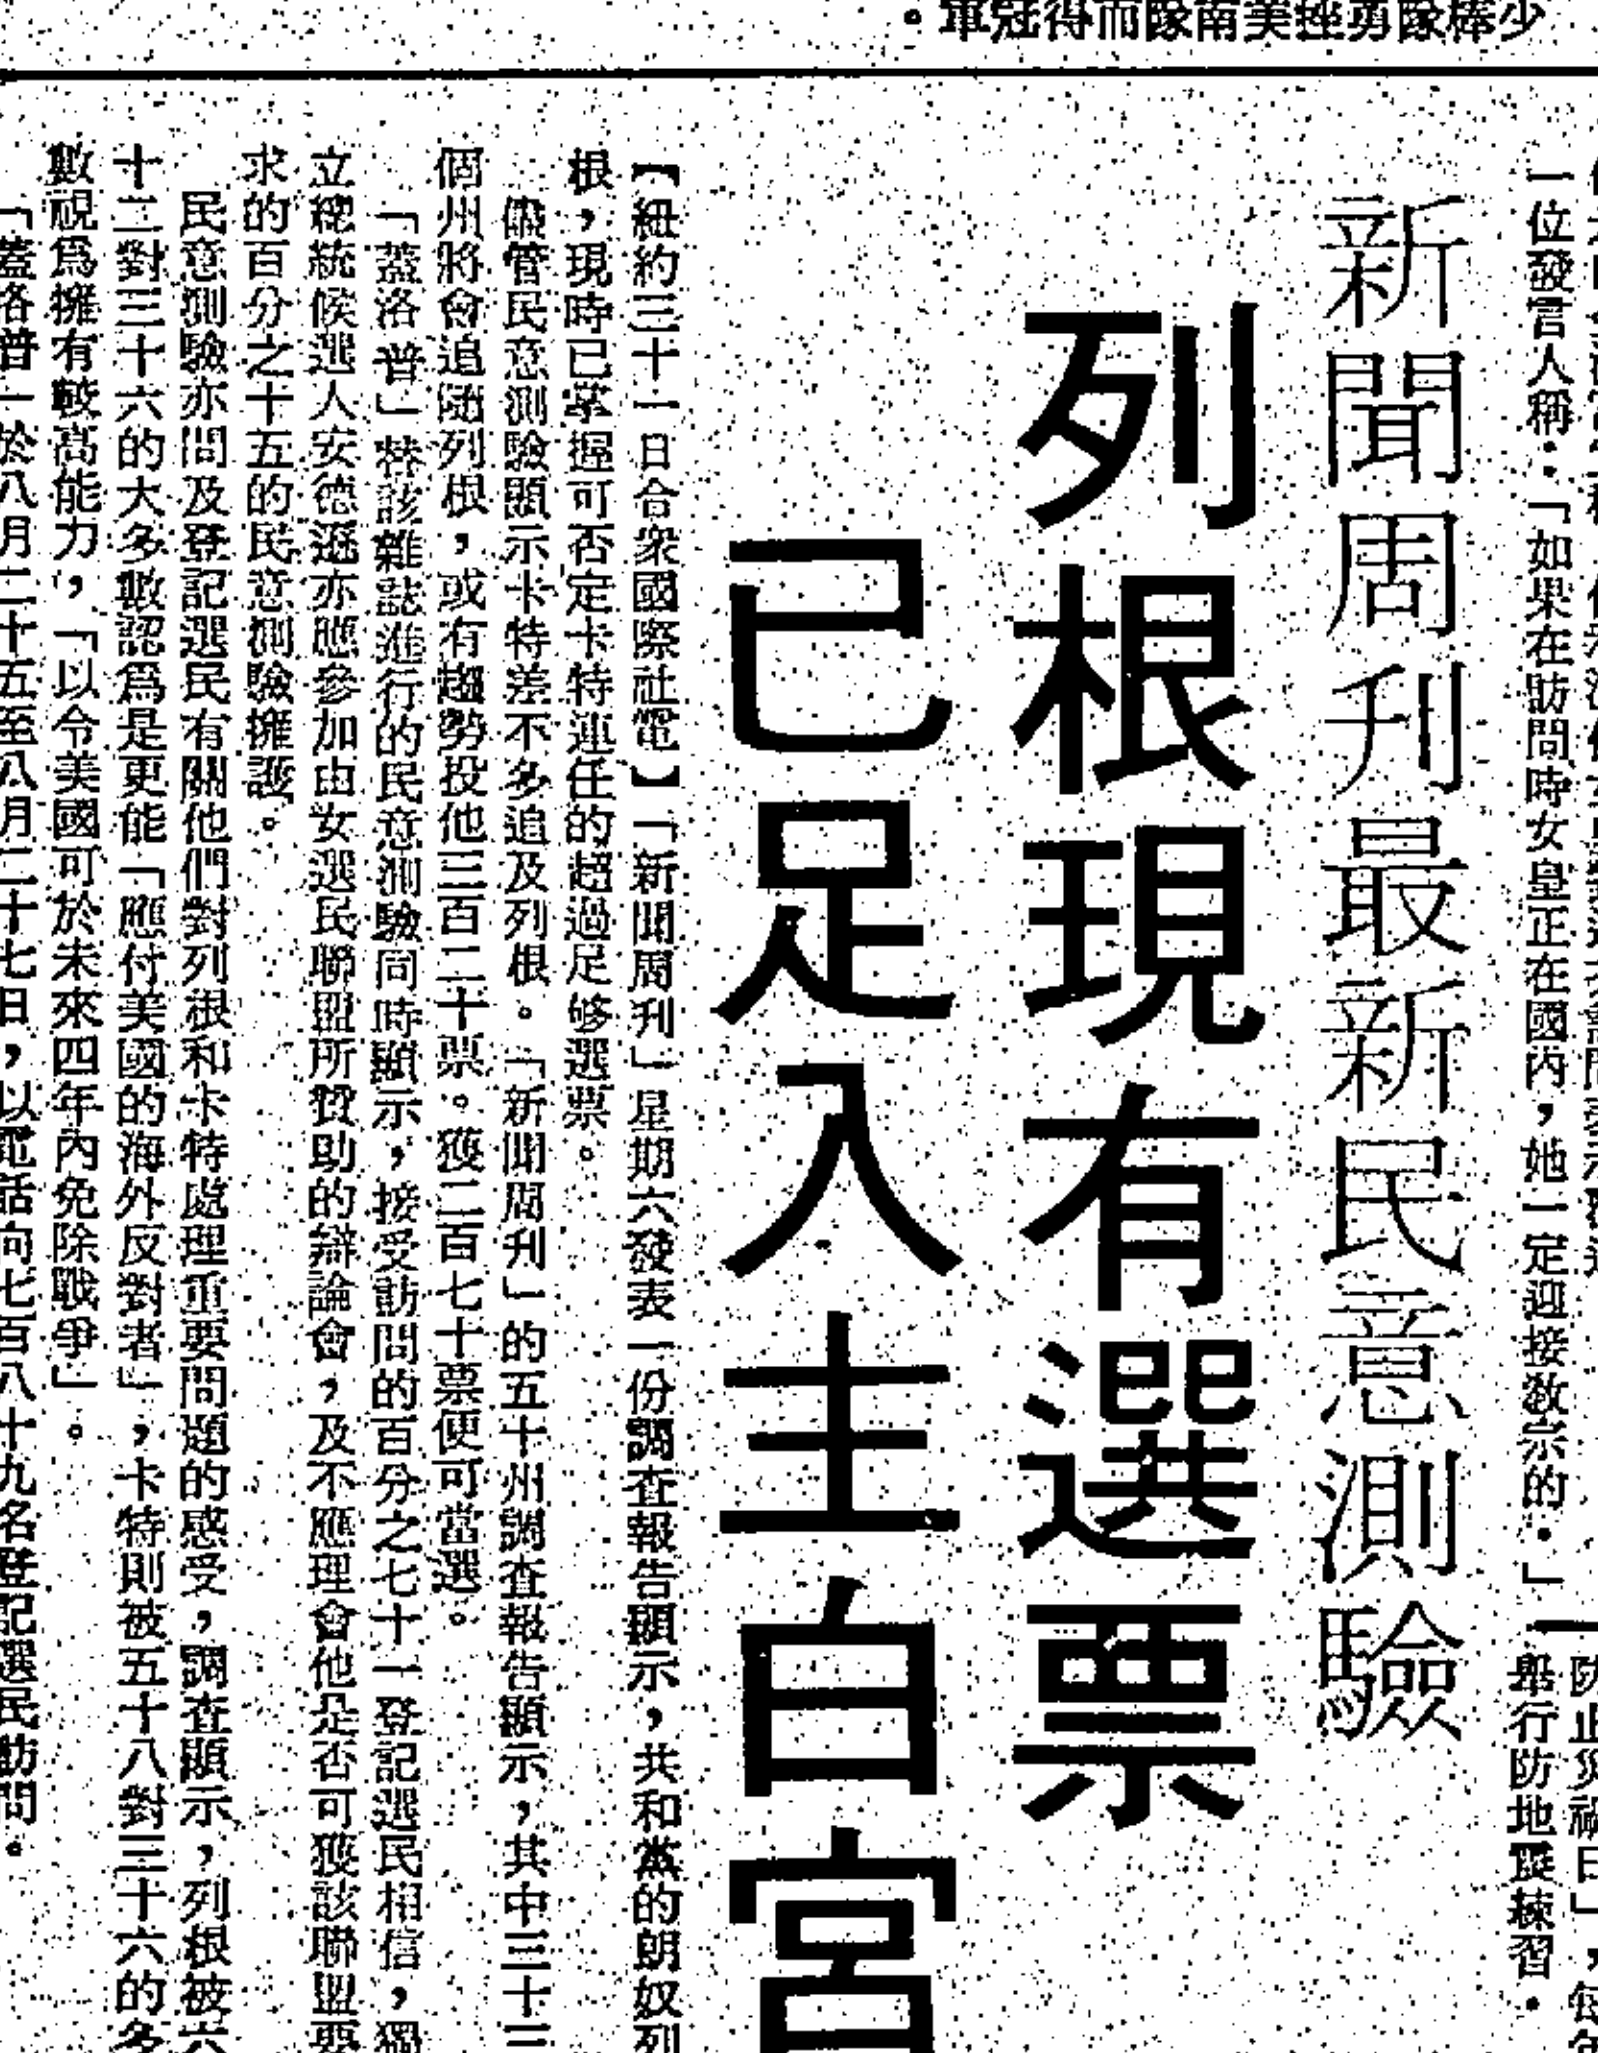 少棒隊勇挫美南隊而得冠軍。
一位發言人稱：「如果在訪問時女皇正在國內，她一定迎接教宗的．」
防止災禍日」，每年
舉行防地震練習．
新聞周刊最新民意測驗
列根現有選票
已足入主白宮
【紐約三十一日合衆國際社電】「新聞周刊」星期六發表一份調查報告顯示，共和黨的朗奴列
根，現時已掌握可否定卡特連任的超過足够選票。
儘管民意測驗顯示卡特差不多追及列根。「新聞周刊」的五十州調查報告顯示，其中三十三
個州將會追隨列根，或有趨勢投他三百二十票。獲二百七十票便可當選。
「蓋洛普」替該雜誌進行的民意測驗同時顯示，接受訪問的百分之七十一登記選民相信，獨
立總統候選人安德遜亦應參加由女選民聯盟所贊助的辯論會，及不應理會他是否可獲該聯盟要
求的百分之十五的民意測驗擁護。
民意測驗亦問及登記選民有關他們對列根和卡特處理重要問題的感受，調查顯示，列根被六
十二對三十六的大多數認爲是更能「應付美國的海外反對者」，卡特則被五十八對三十六的多
數視爲擁有較高能力，「以令美國可於未來四年內免除戰爭」。
「蓋洛普」於八月二十五至八月二十七日，以電話向七百八十九名登記選民訪問。